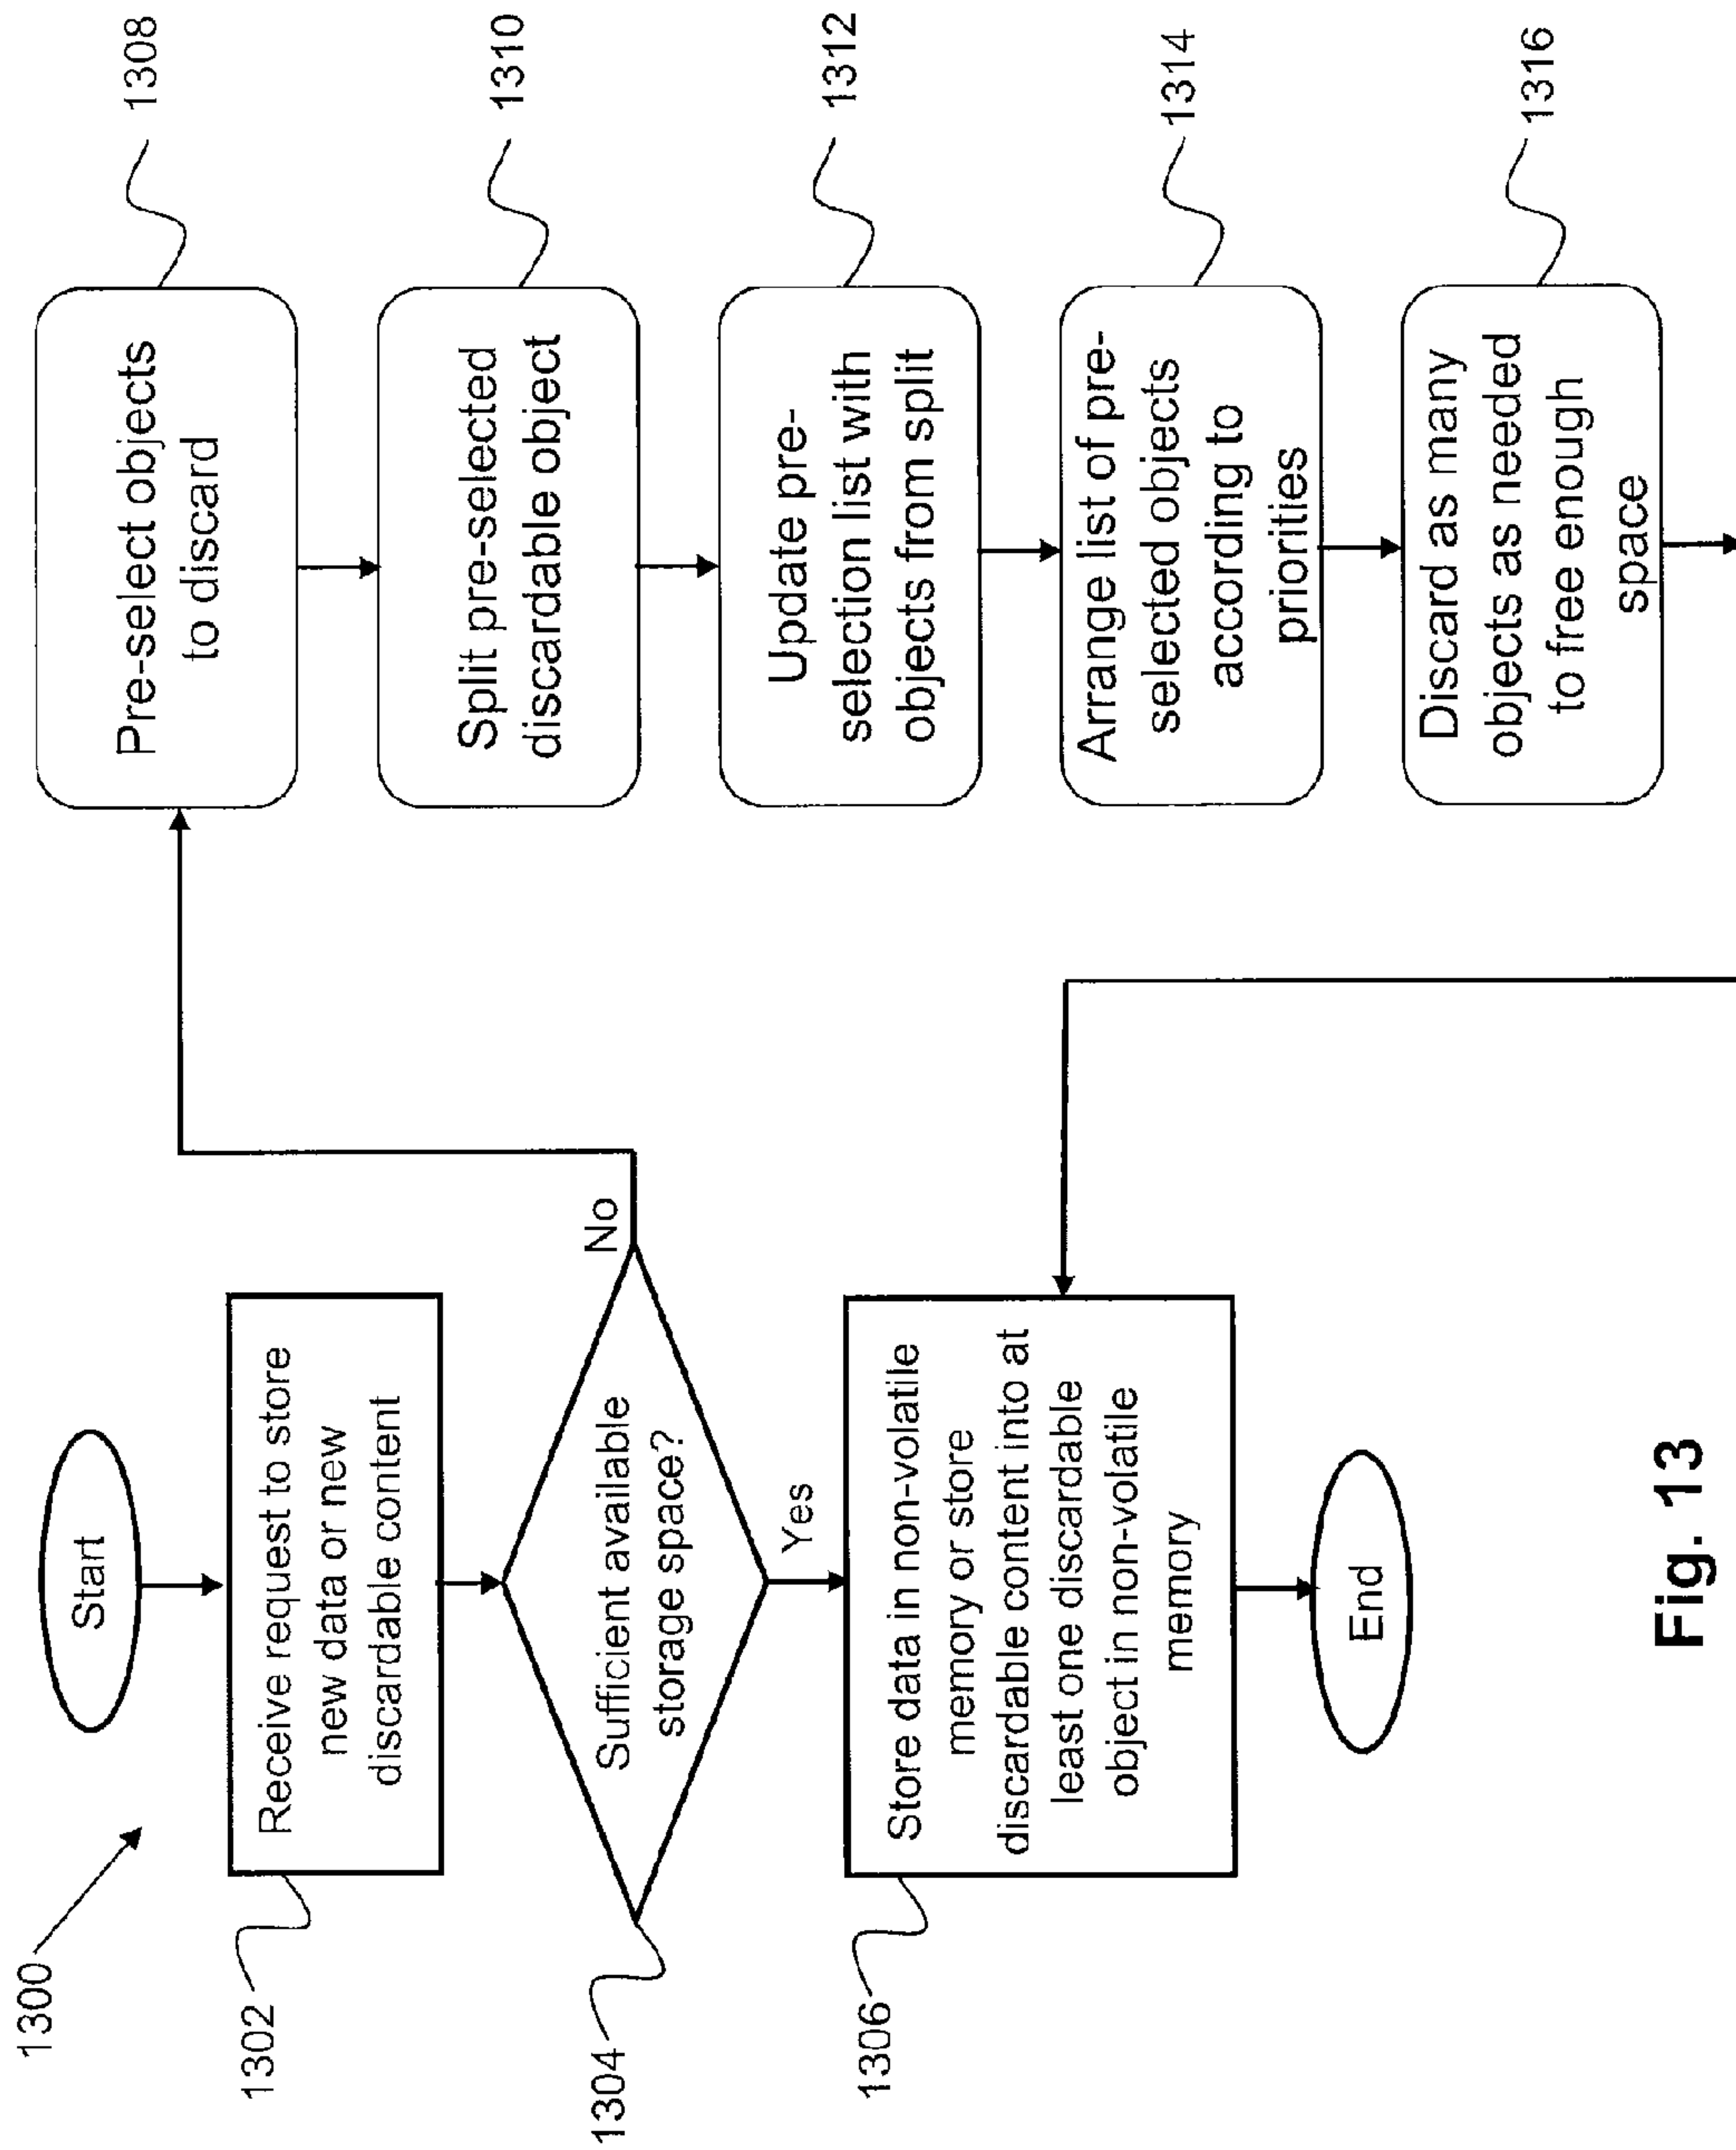 1300
Start
1302
Receive request to store
new data or new
discardable content
1304
Sufficient available
storage space?
No
Yes
1306
Store data in non-volatile
memory or store
discardable content into at
least one discardable
object in non-volatile
memory
End
1308
Pre-select objects
to discard
1310
Split pre-selected
discardable object
1312
Update pre-
selection list with
objects from split
1314
Arrange list of pre-
selected objects
according to
priorities
1316
Discard as many
objects as needed
to free enough
space
Fig. 13